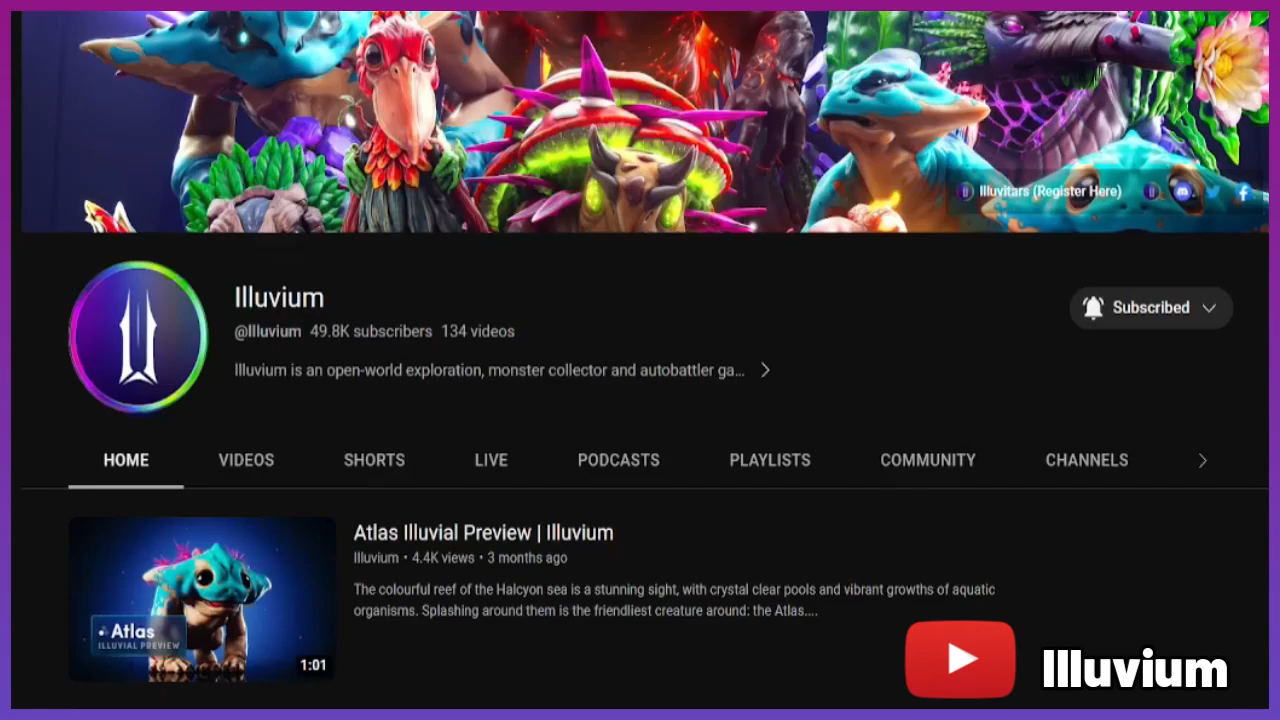 Illuvitars (Register Here)
Illuvium
@Illuvium 49.8K subscribers 134 videos
Subscribed
Illuvium is an open-world exploration, monster collector and autobattler ga...
HOME VIDEOS SHORTS LIVE PODCASTS PLAYLISTS COMMUNITY CHANNELS
Atlas Illuvial Preview | Illuvium
Illuvium • 4.4K views • 3 months ago
The colourful reef of the Halcyon sea is a stunning sight, with crystal clear pools and vibrant growths of aquatic
organisms. Splashing around them is the friendliest creature around: the Atlas....
Atlas
ILLUVIAL PREVIEW
1:01
Illuvium